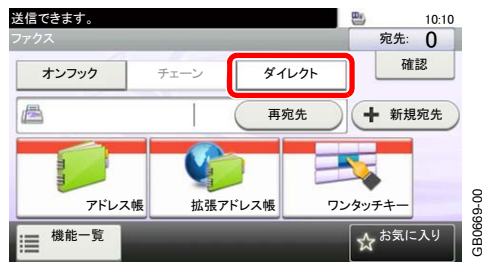 送信できます。
10:10
ファクス
宛先: 0
オンフック
チェーン
ダイレクト
確認
再宛先
新規宛先
アドレス帳
拡張アドレス帳
ワンタッチキー
機能一覧
お気に入り
GB0669-00